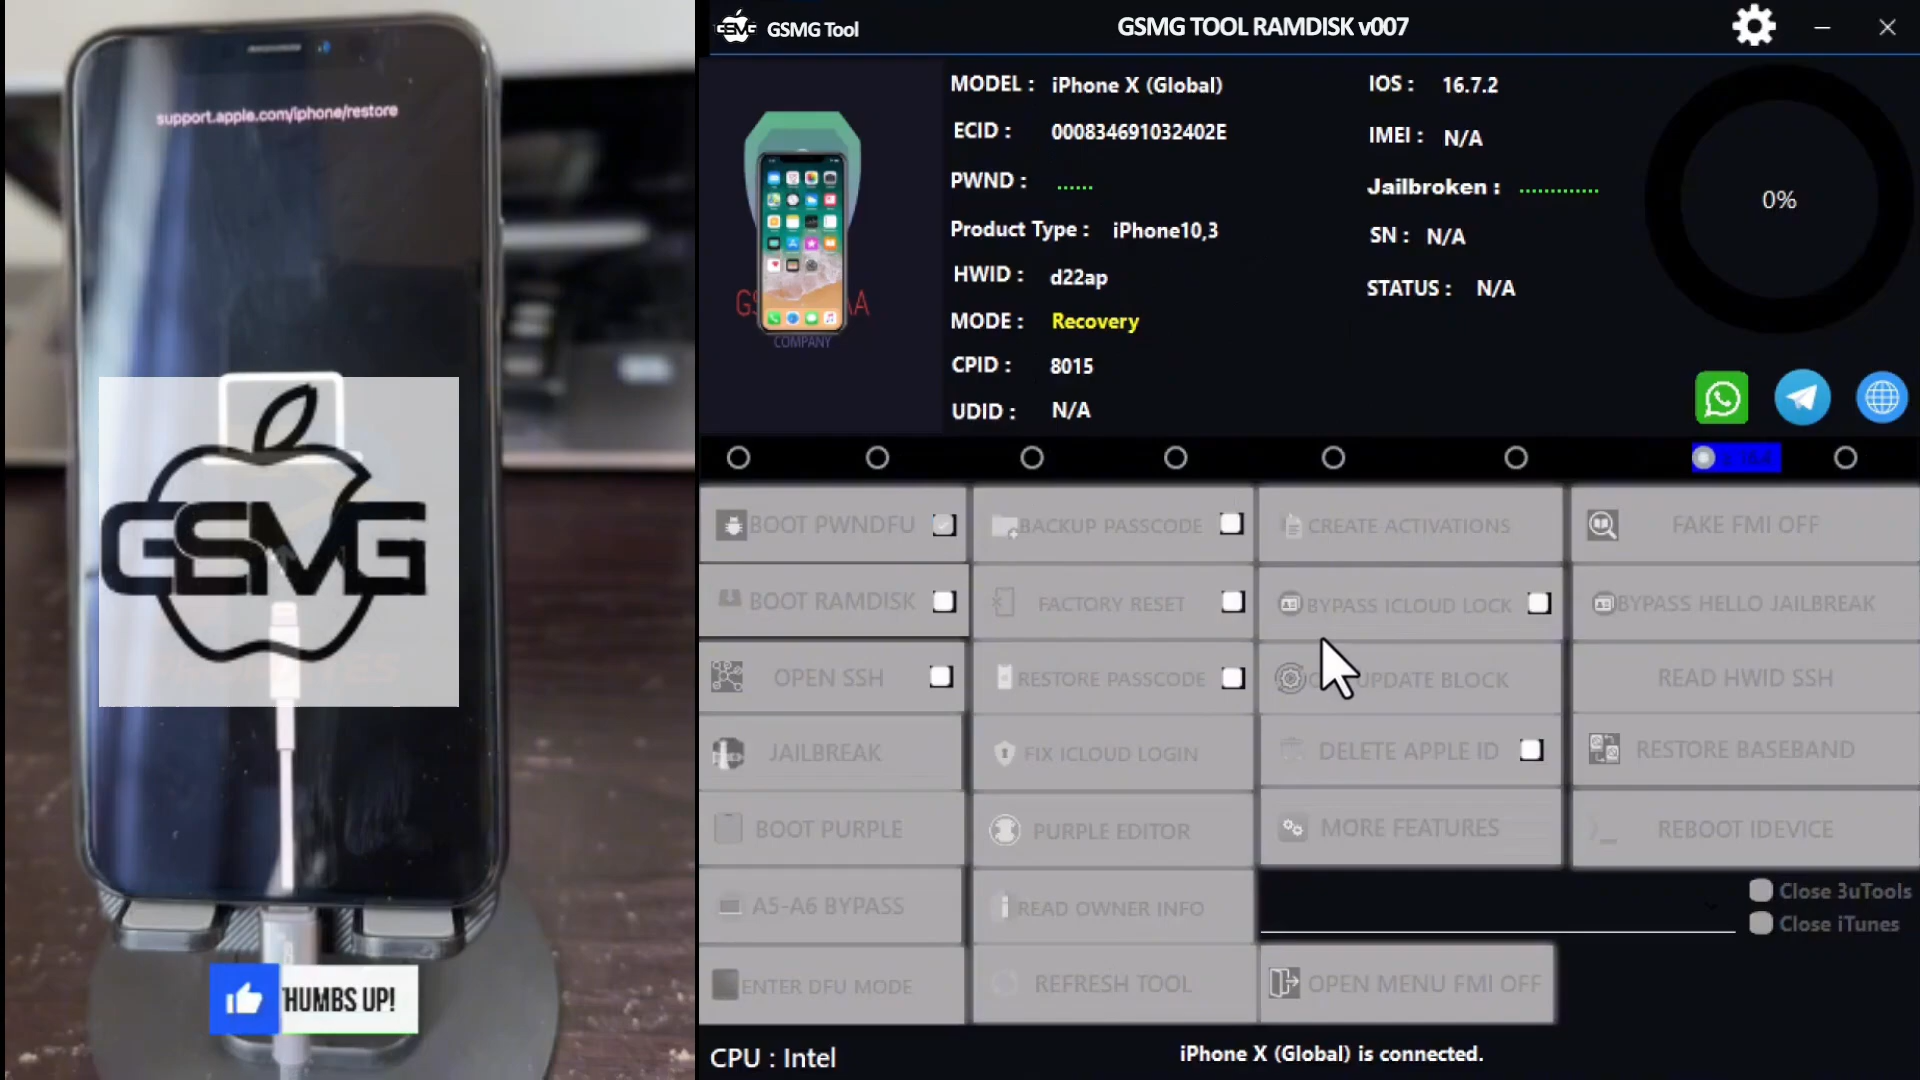 support.apple.com/iphone/restore
GSMG
THUMBS UP!
GSMG
GSMG Tool
GSMG TOOL RAMDISK v007
COMPANY
MODEL : iPhone X (Global)
ECID : 000834691032402E
PWND : ......
Product Type : iPhone10,3
HWID : d22ap
MODE : Recovery
CPID : 8015
UDID : N/A
IOS : 16.7.2
IMEI : N/A
Jailbroken : ............
SN : N/A
STATUS : N/A
0%
BOOT PWNDFU
BACKUP PASSCODE
CREATE ACTIVATIONS
FAKE FMI OFF
BOOT RAMDISK
FACTORY RESET
BYPASS ICLOUD LOCK
BYPASS HELLO JAILBREAK
OPEN SSH
RESTORE PASSCODE
UPDATE BLOCK
READ HWID SSH
JAILBREAK
FIX ICLOUD LOGIN
DELETE APPLE ID
RESTORE BASEBAND
BOOT PURPLE
PURPLE EDITOR
MORE FEATURES
REBOOT IDEVICE
A5-A6 BYPASS
READ OWNER INFO
Close 3uTools
Close iTunes
ENTER DFU MODE
REFRESH TOOL
OPEN MENU FMI OFF
CPU : Intel
iPhone X (Global) is connected.